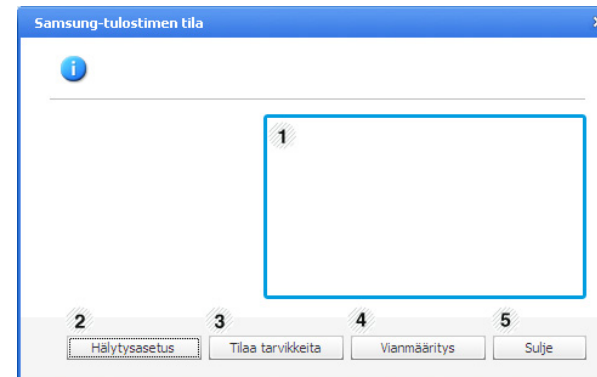 Samsung-tulostimen tila
1
2 3 4 5
Hälytysasetus Tilaa tarvikkeita Vianmääritys Sulje